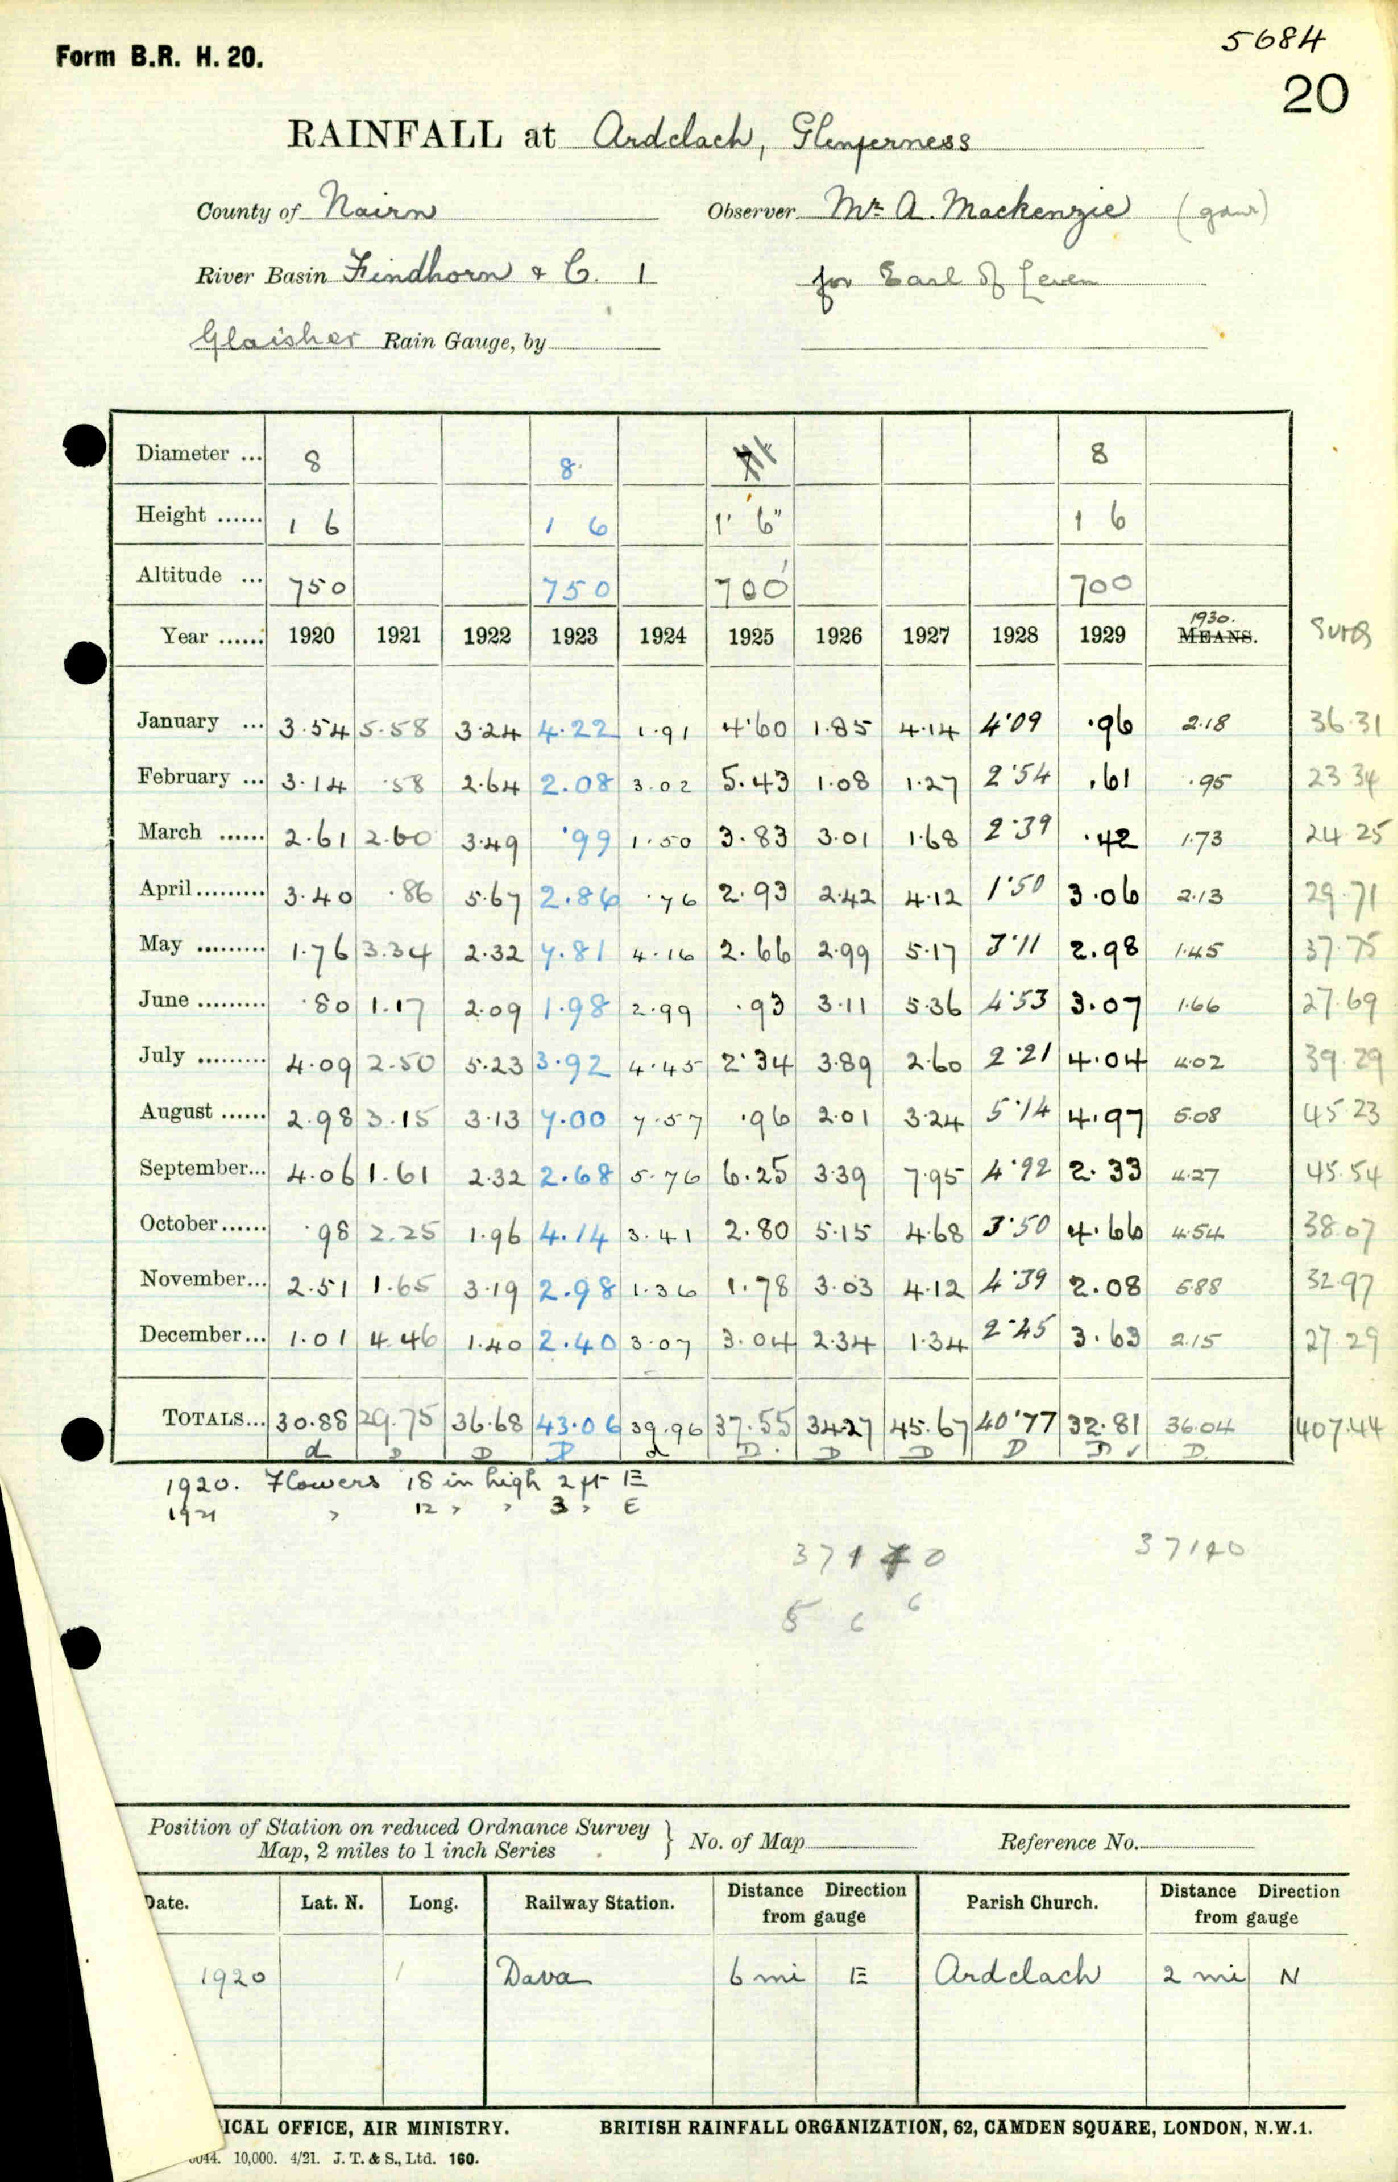 5684
Form B.R. H. 20.
20
RAINFALL at Ardclach, Glenferness
County of Nairn Observer Mr A. Mackenzie
River Basin Findhorn & C. 1 for Earl of Leven
Glaisher Rain Gauge, by
Diameter ... 8 8 8
Height ...... 1 6 1 6 1' 6" 1 6
Altitude ... 750 750 700' 700
1930.
Year ...... 1920 1921 1922 1923 1924 1925 1926 1927 1928 1929 MEANS.
January ... 3.54 5.58 3.24 4.22 1.91 4.60 1.85 4.14 4.09 .96 2.18 36.31
February ... 3.14 .58 2.64 2.08 3.02 5.43 1.08 1.27 2.54 .61 .95 23.34
March ...... 2.61 2.60 3.49 .99 1.50 3.83 3.01 1.68 2.39 .42 1.73 24.25
April ......... 3.40 .86 5.67 2.86 .76 2.93 2.42 4.12 1.50 3.06 2.13 29.71
May ......... 1.76 3.34 2.32 7.81 4.16 2.66 2.99 5.17 3.11 2.98 1.45 37.75
June ......... .80 1.17 2.09 1.98 2.99 .93 3.11 5.36 4.53 3.07 1.66 27.69
July ......... 4.09 2.50 5.23 3.92 4.45 2.34 3.89 2.60 2.21 4.04 4.02 39.29
August ...... 2.98 3.15 3.13 7.00 7.57 .96 2.01 3.24 5.14 4.97 5.08 45.23
September... 4.06 1.61 2.32 2.68 5.76 6.25 3.39 7.95 4.92 2.33 4.27 45.54
October...... .98 2.25 1.96 4.14 3.41 2.80 5.15 4.68 3.50 4.66 4.54 38.07
November... 2.51 1.65 3.19 2.98 1.36 1.78 3.03 4.12 4.39 2.08 5.88 32.97
December... 1.01 4.46 1.40 2.40 3.07 3.04 2.34 1.34 2.45 3.63 2.15 27.29
TOTALS... 30.88 29.75 36.68 43.06 39.96 37.55 34.27 45.67 40.77 32.81 36.04 407.44
d D D D d D. D D D D ✓ D
1920. Flowers 18 in high 2 ft E
1921 " 12 " " 3 " E
371 0 37140
5 6 6
Position of Station on reduced Ordnance Survey
Map, 2 miles to 1 inch Series } No. of Map Reference No.
Date. Lat. N. Long. Railway Station. Distance Direction from gauge Parish Church. Distance Direction from gauge
1920 Dava 6 mi E Ardclach 2 mi N
ICAL OFFICE, AIR MINISTRY. BRITISH RAINFALL ORGANIZATION, 62, CAMDEN SQUARE, LONDON, N.W.1.
10,000. 4/21. J. T. & S., Ltd. 160.